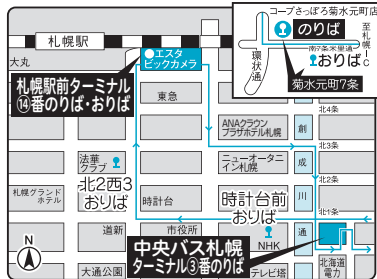 コープさっぽろ菊水元町店
のりば
至札幌IC
環状通
南7条米里通
おりば
菊水元町7条
札幌駅
大丸
エスタ
ビックカメラ
札幌駅前ターミナル
⑭番のりば・おりば
東急
北4条
ANAクラウン
プラザホテル札幌
創
北3条
法華
クラブ
ニューオータニ
イン札幌
成
北2西3
おりば
北2条
札幌グランド
ホテル
時計台
時計台前
おりば
川
北1条
道新
市役所
中央バス札幌
ターミナル③番のりば
NHK
通
N
大通公園
テレビ塔
北海道
電力